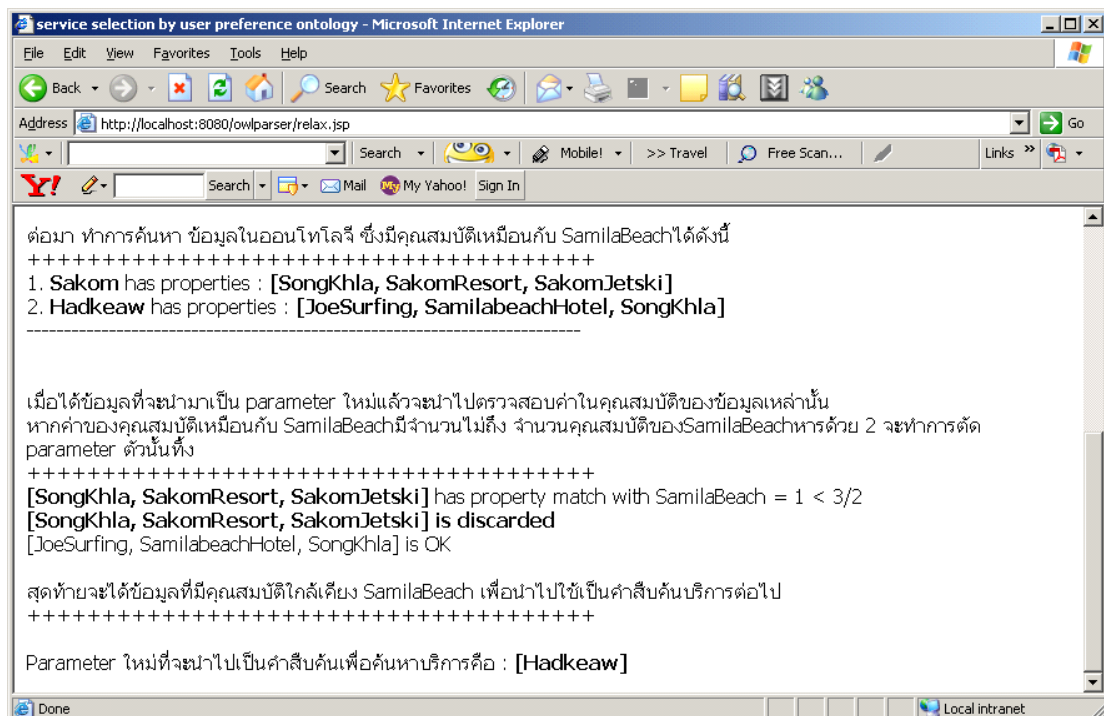 service selection by user preference ontology - Microsoft Internet Explorer
File Edit View Favorites Tools Help
Back Search Favorites
Address http://localhost:8080/owlparser/relax.jsp Go
Search Mobile! >> Travel Free Scan... Links »
Y! Search Mail My Yahoo! Sign In
ต่อมา ทำการค้นหา ข้อมูลในออนโทโลจี ซึ่งมีคุณสมบัติเหมือนกับ SamilaBeachได้ดังนี้
++++++++++++++++++++++++++++++++++++++
1. Sakom has properties : [SongKhla, SakomResort, SakomJetski]
2. Hadkeaw has properties : [JoeSurfing, SamilabeachHotel, SongKhla]
--------------------------------------------------------------------------
เมื่อได้ข้อมูลที่จะนำมาเป็น parameter ใหม่แล้วจะนำไปตรวจสอบค่าในคุณสมบัติของข้อมูลเหล่านั้น
หากค่าของคุณสมบัติเหมือนกับ SamilaBeachมีจำนวนไม่ถึง จำนวนคุณสมบัติของSamilaBeachหารด้วย 2 จะทำการตัด
parameter ตัวนั้นทิ้ง
++++++++++++++++++++++++++++++++++++++
[SongKhla, SakomResort, SakomJetski] has property match with SamilaBeach = 1 < 3/2
[SongKhla, SakomResort, SakomJetski] is discarded
[JoeSurfing, SamilabeachHotel, SongKhla] is OK
สุดท้ายจะได้ข้อมูลที่มีคุณสมบัติใกล้เคียง SamilaBeach เพื่อนำไปใช้เป็นคำสืบค้นบริการต่อไป
++++++++++++++++++++++++++++++++++++++
Parameter ใหม่ที่จะนำไปเป็นคำสืบค้นเพื่อค้นหาบริการคือ : [Hadkeaw]
Done Local intranet